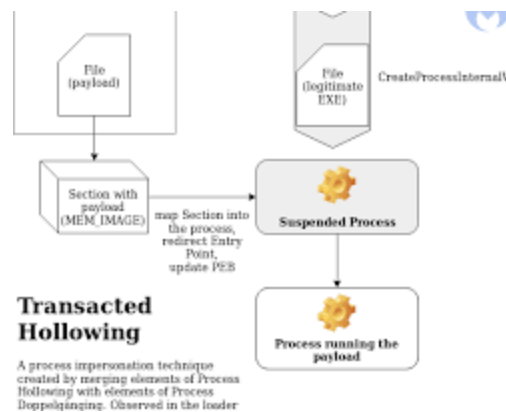 File
(payload)
File
(legitimate
EXE)
CreateProcessInternalW
Section with
payload
(MEM_IMAGE)
map Section into
the process,
redirect Entry
Point,
update PEB
Suspended Process
Process running the
payload
Transacted
Hollowing
A process impersonation technique
created by merging elements of Process
Hollowing with elements of Process
Doppelgänging. Observed in the loader